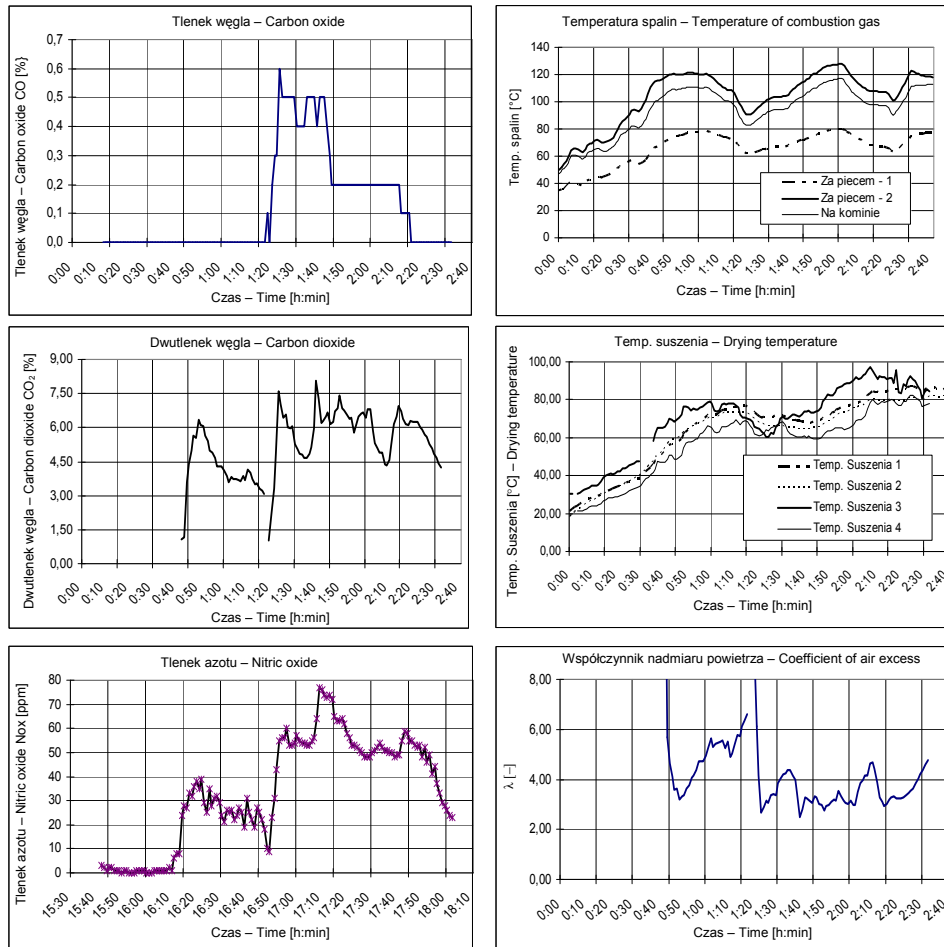 Tlenek węgla – Carbon oxide
Tlenek węgla – Carbon oxide CO [%}
0,7
0,6
0,5
0,4
0,3
0,2
0,1
0,0
0:00 0:10 0:20 0:40 0:50 1:00 1:10 1:20 1:30 1:40 1:50 2:00 2:10 2:20 2:40
Czas – Time [h:min]
Temperatura spalin – Temperature of combustion gas
Temp. spalin [°C]
140
120
100
80
60
40
20
0
Za piecem - 1
Za piecem - 2
Na kominie
0:00 0:10 0:20 0:40 0:50 1:00 1:10 1:20 1:30 1:40 1:50 2:00 2:10 2:20 2:40
Czas – Time [h:min]
Dwutlenek węgla – Carbon dioxide
Dwutlenek węgla – Carbon dioxide CO₂ [%]
9,00
7,50
6,00
4,50
3,00
1,50
0,00
0:00 0:10 0:20 0:40 0:50 1:00 1:10 1:20 1:30 1:50 2:00 2:10 2:20 2:30 2:40
Czas – Time [h:min]
Temp. suszenia – Drying temperature
Temp. Suszenia [°C] – Drying temperature
100,00
80,00
60,00
40,00
20,00
0,00
Temp. Suszenia 1
Temp. Suszenia 2
Temp. Suszenia 3
Temp. Suszenia 4
0:00 0:10 0:20 0:30 0:40 0:50 1:00 1:10 1:20 1:30 1:40 1:50 2:00 2:10 2:20 2:30 2:40
Czas – Time [h:min]
Tlenek azotu – Nitric oxide
Tlenek azotu – Nitric oxide Nox [ppm]
80
70
60
50
40
30
20
10
0
15:30 15:40 15:50 16:00 16:10 16:20 16:30 16:40 16:50 17:00 17:10 17:20 17:30 17:40 17:50 18:00 18:10
Czas – Time [h:min]
Współczynnik nadmiaru powietrza – Coefficient of air excess
λ [–]
8,00
6,00
4,00
2,00
0,00
0:00 0:10 0:20 0:30 0:40 0:50 1:00 1:10 1:20 1:30 1:40 1:50 2:00 2:10 2:20 2:30 2:40
Czas – Time [h:min]